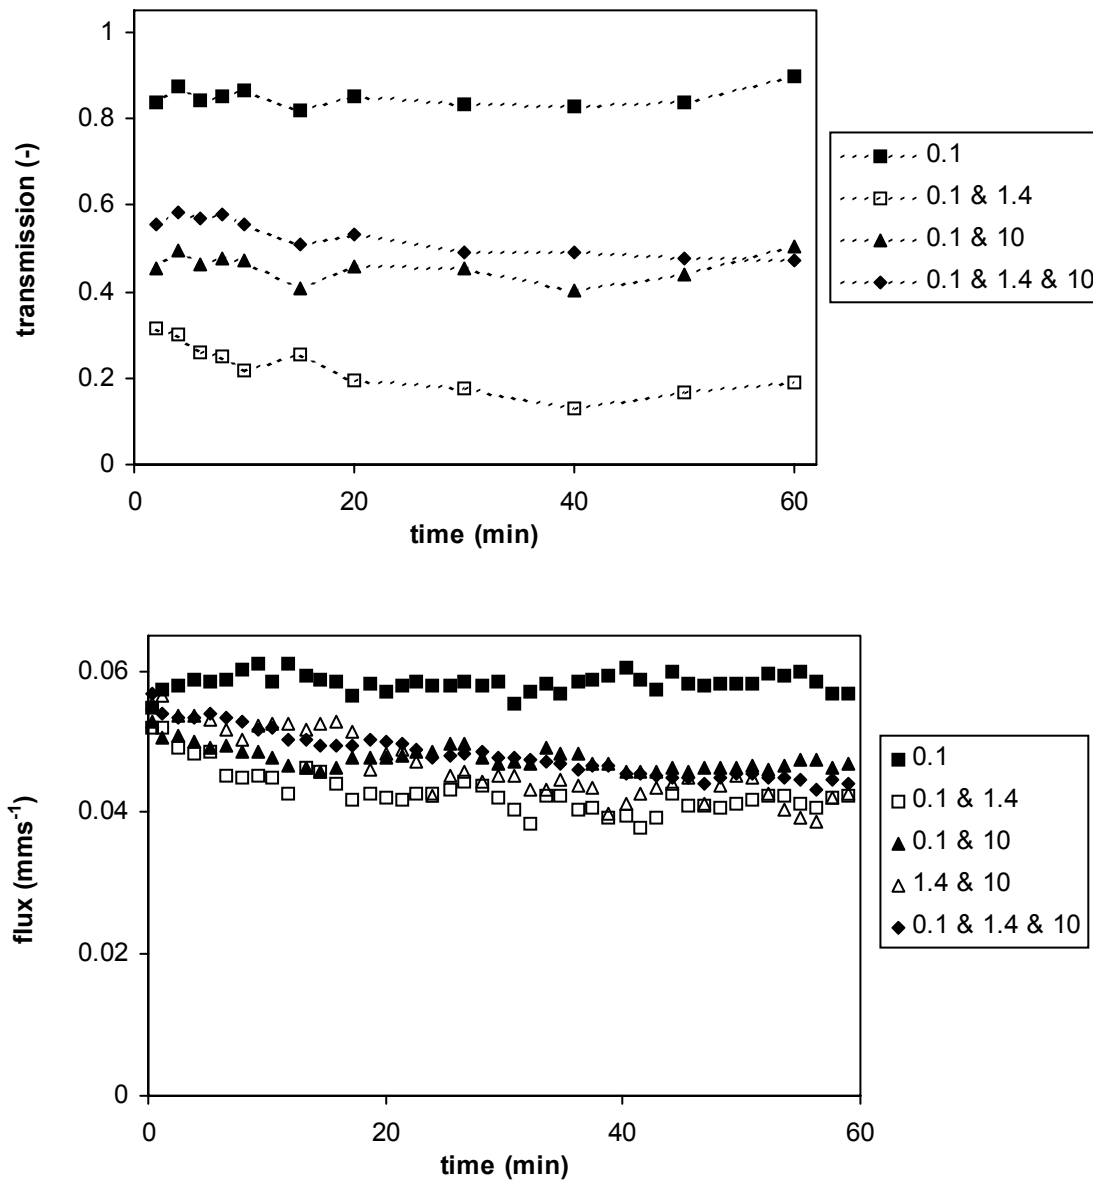 1
0.8
0.6
0.4
0.2
0
transmission (-)
0 20 40 60
time (min)
0.1
0.1 & 1.4
0.1 & 10
0.1 & 1.4 & 10
0.06
0.04
0.02
0
flux (mms⁻¹)
0 20 40 60
time (min)
0.1
0.1 & 1.4
0.1 & 10
1.4 & 10
0.1 & 1.4 & 10